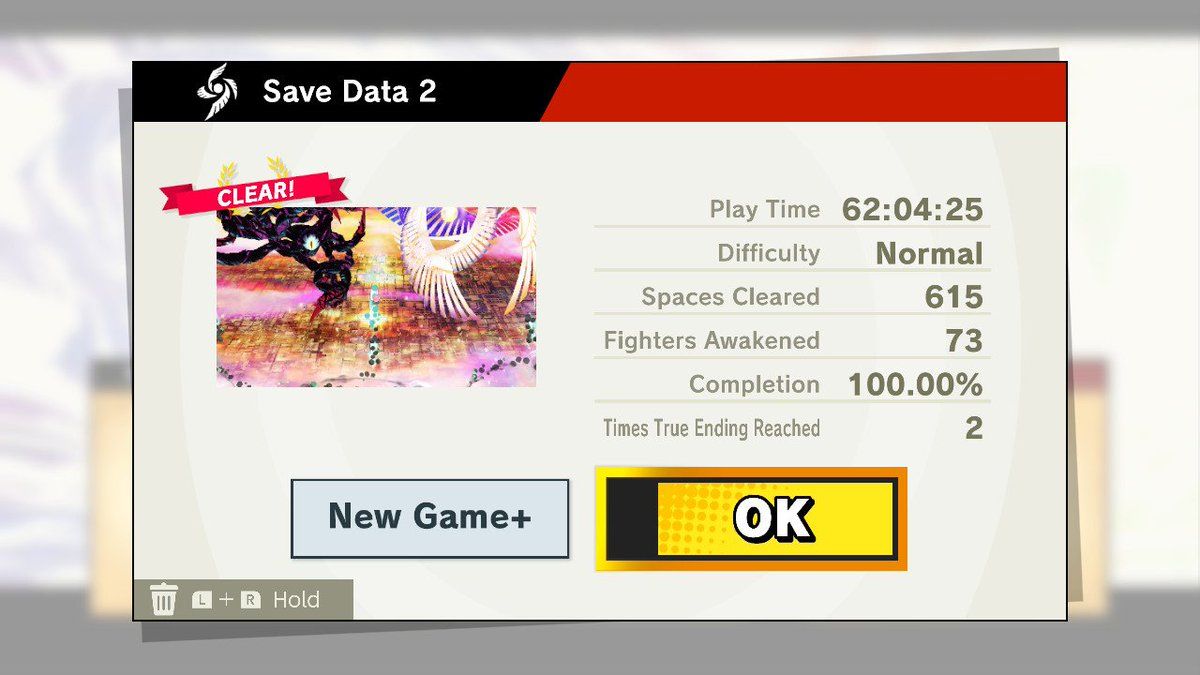 Save Data 2
CLEAR!
Play Time 62:04:25
Difficulty Normal
Spaces Cleared 615
Fighters Awakened 73
Completion 100.00%
Times True Ending Reached 2
New Game+
OK
L + R Hold